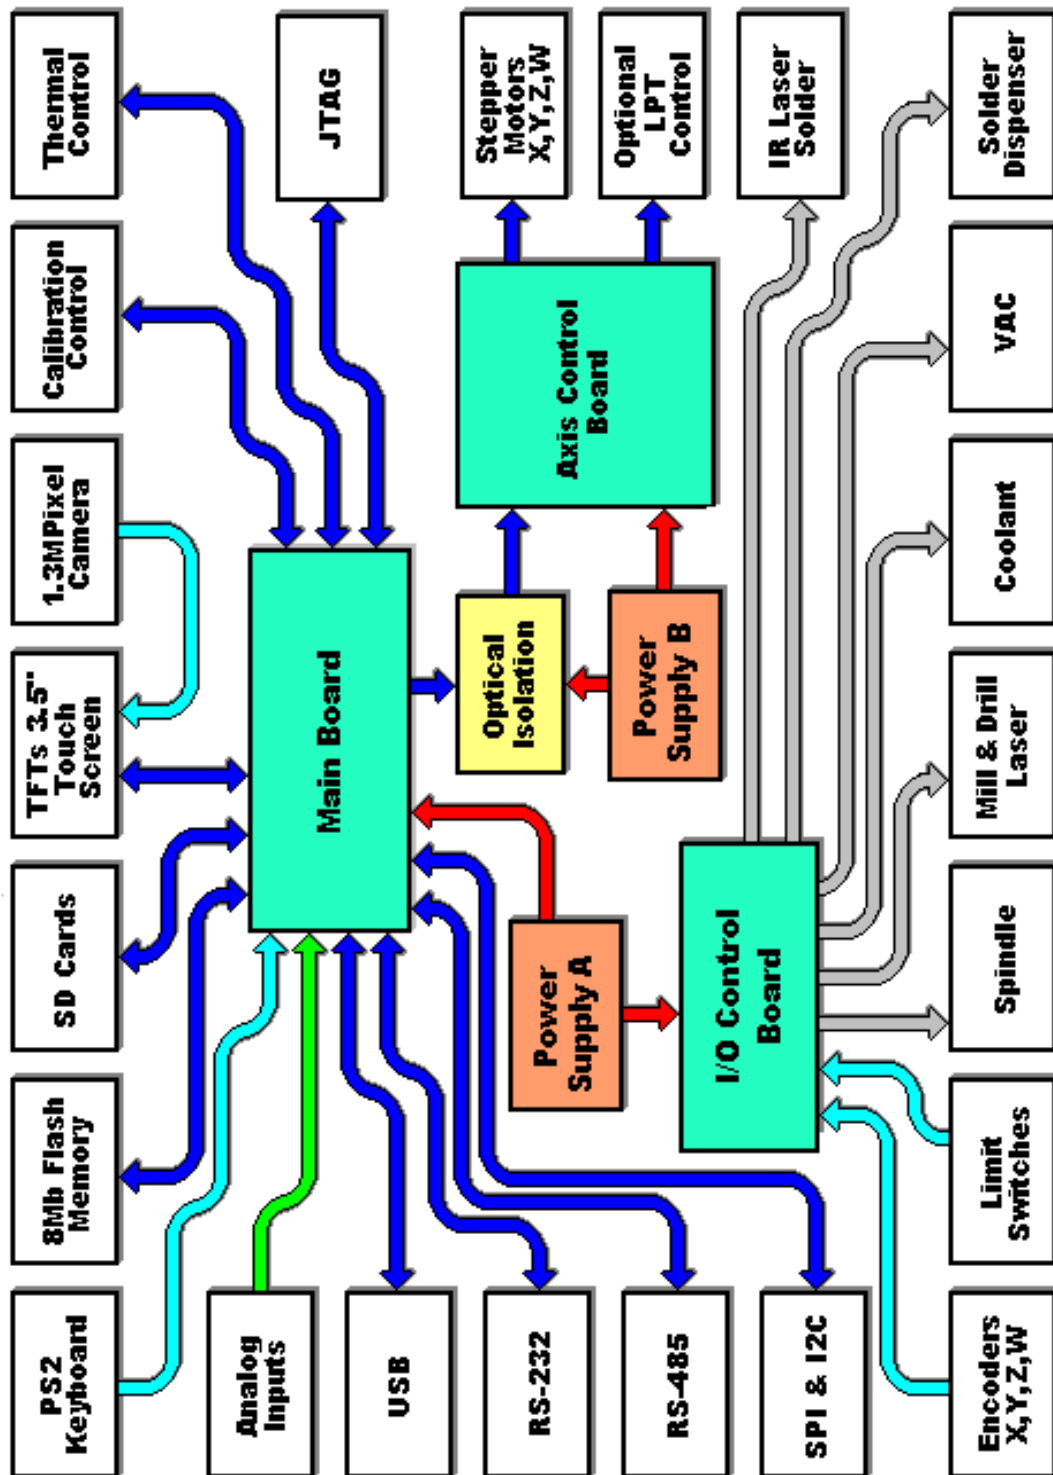 PS2
Keyboard
8Mb Flash
Memory
SD Cards
TFTs 3.5"
Touch
Screen
1.3MPixel
Camera
Calibration
Control
Thermal
Control
Analog
Inputs
JTAG
Main Board
USB
RS-232
Power
Supply A
Optical
Isolation
Axis Control
Board
Stepper
Motors
X,Y,Z,W
RS-485
Power
Supply B
Optional
LPT
Control
SPI & I2C
I/O Control
Board
IR Laser
Solder
Encoders
X,Y,Z,W
Limit
Switches
Spindle
Mill & Drill
Laser
Coolant
VAC
Solder
Dispenser